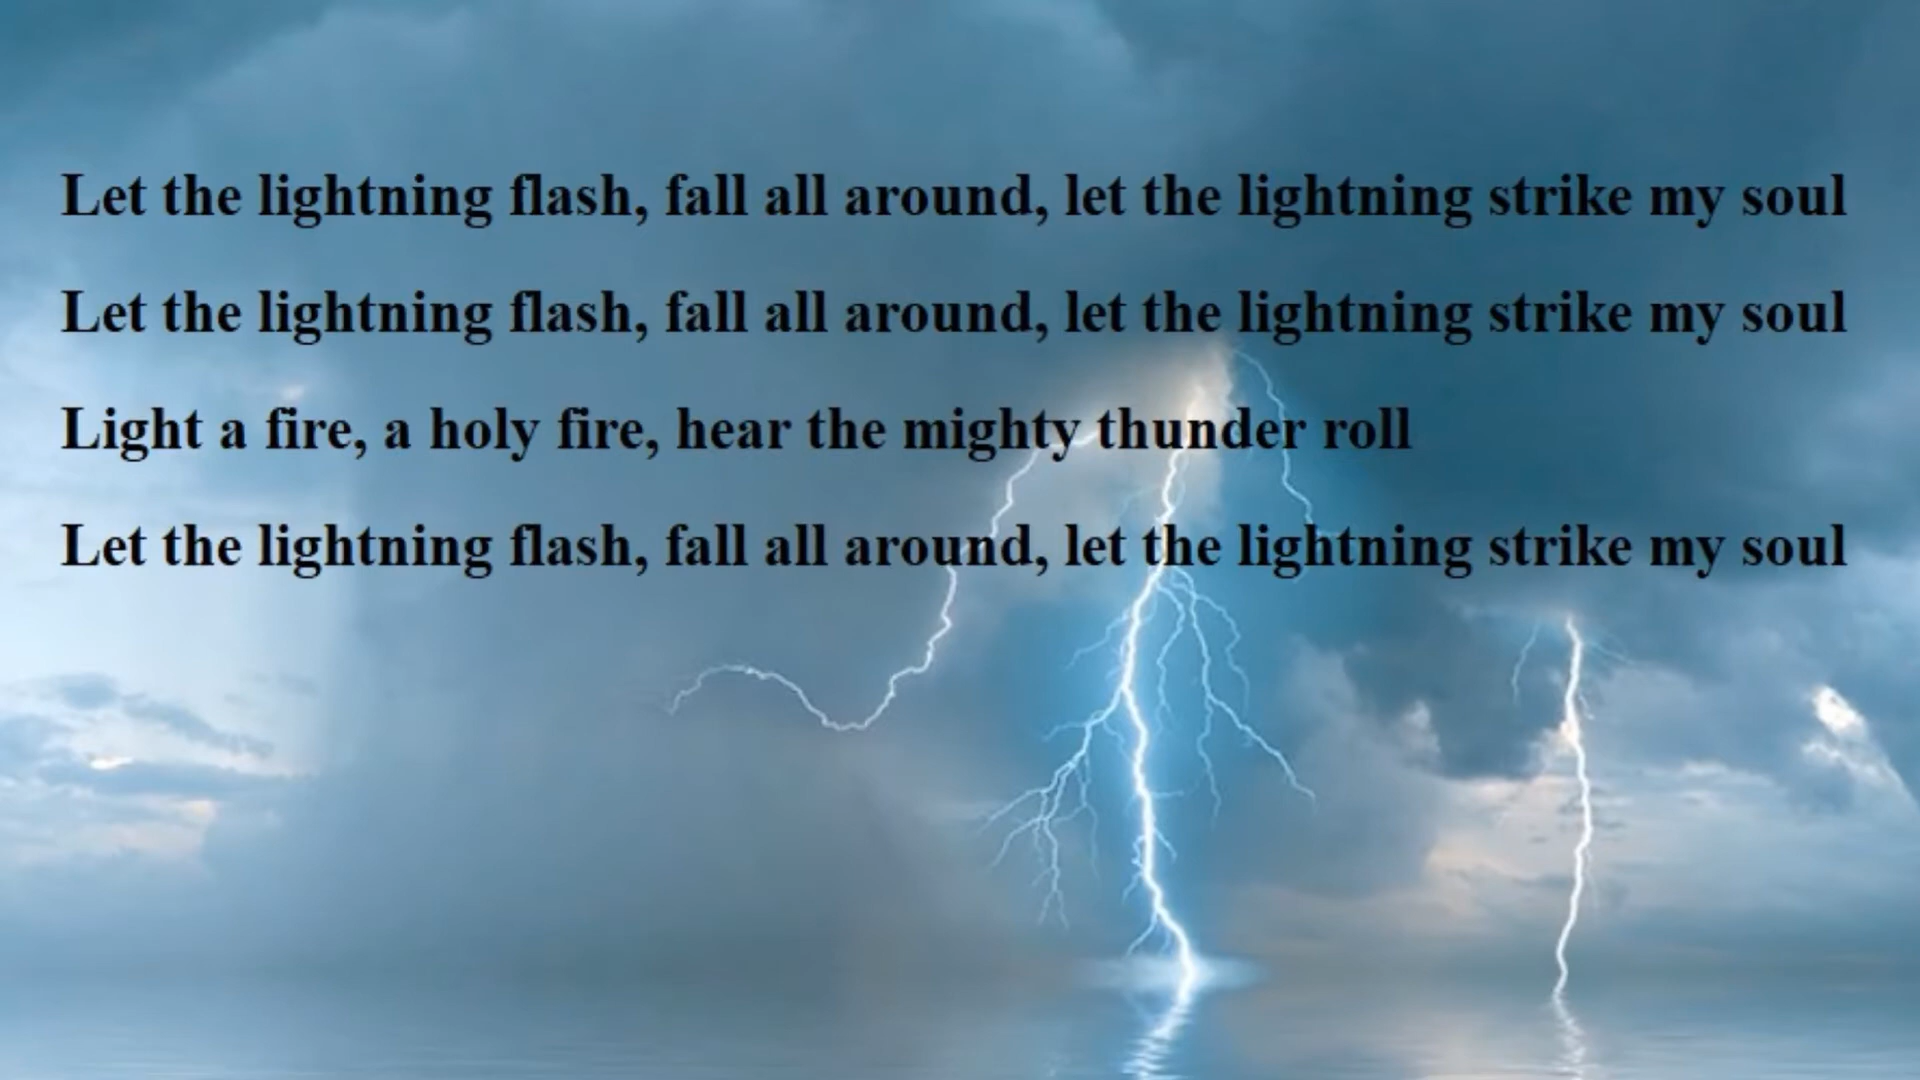 Let the lightning flash, fall all around, let the lightning strike my soul
Let the lightning flash, fall all around, let the lightning strike my soul
Light a fire, a holy fire, hear the mighty thunder roll
Let the lightning flash, fall all around, let the lightning strike my soul